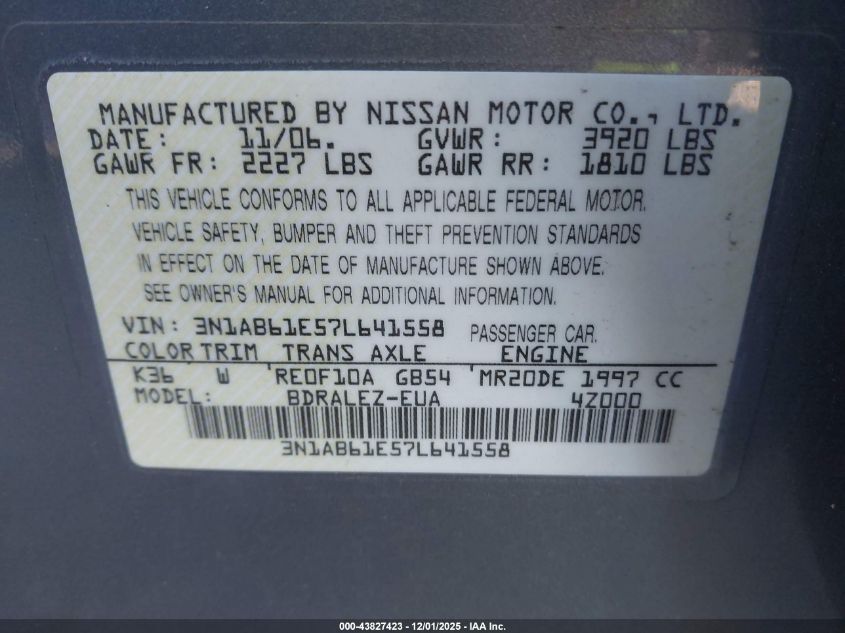 MANUFACTURED BY NISSAN MOTOR CO., LTD.
DATE: 11/06. GVWR: 3920 LBS
GAWR FR: 2227 LBS GAWR RR: 1810 LBS
THIS VEHICLE CONFORMS TO ALL APPLICABLE FEDERAL MOTOR.
VEHICLE SAFETY, BUMPER AND THEFT PREVENTION STANDARDS
IN EFFECT ON THE DATE OF MANUFACTURE SHOWN ABOVE.
SEE OWNER'S MANUAL FOR ADDITIONAL INFORMATION.
VIN: 3N1AB61E57L641558 PASSENGER CAR.
COLOR TRIM TRANS AXLE ENGINE
K36 W RE0F10A GB54 MR20DE 1997 CC
MODEL: BDRALEZ-EUA 4Z000
3N1AB61E57L641558
000-43827423 - 12/01/2025 - IAA Inc.